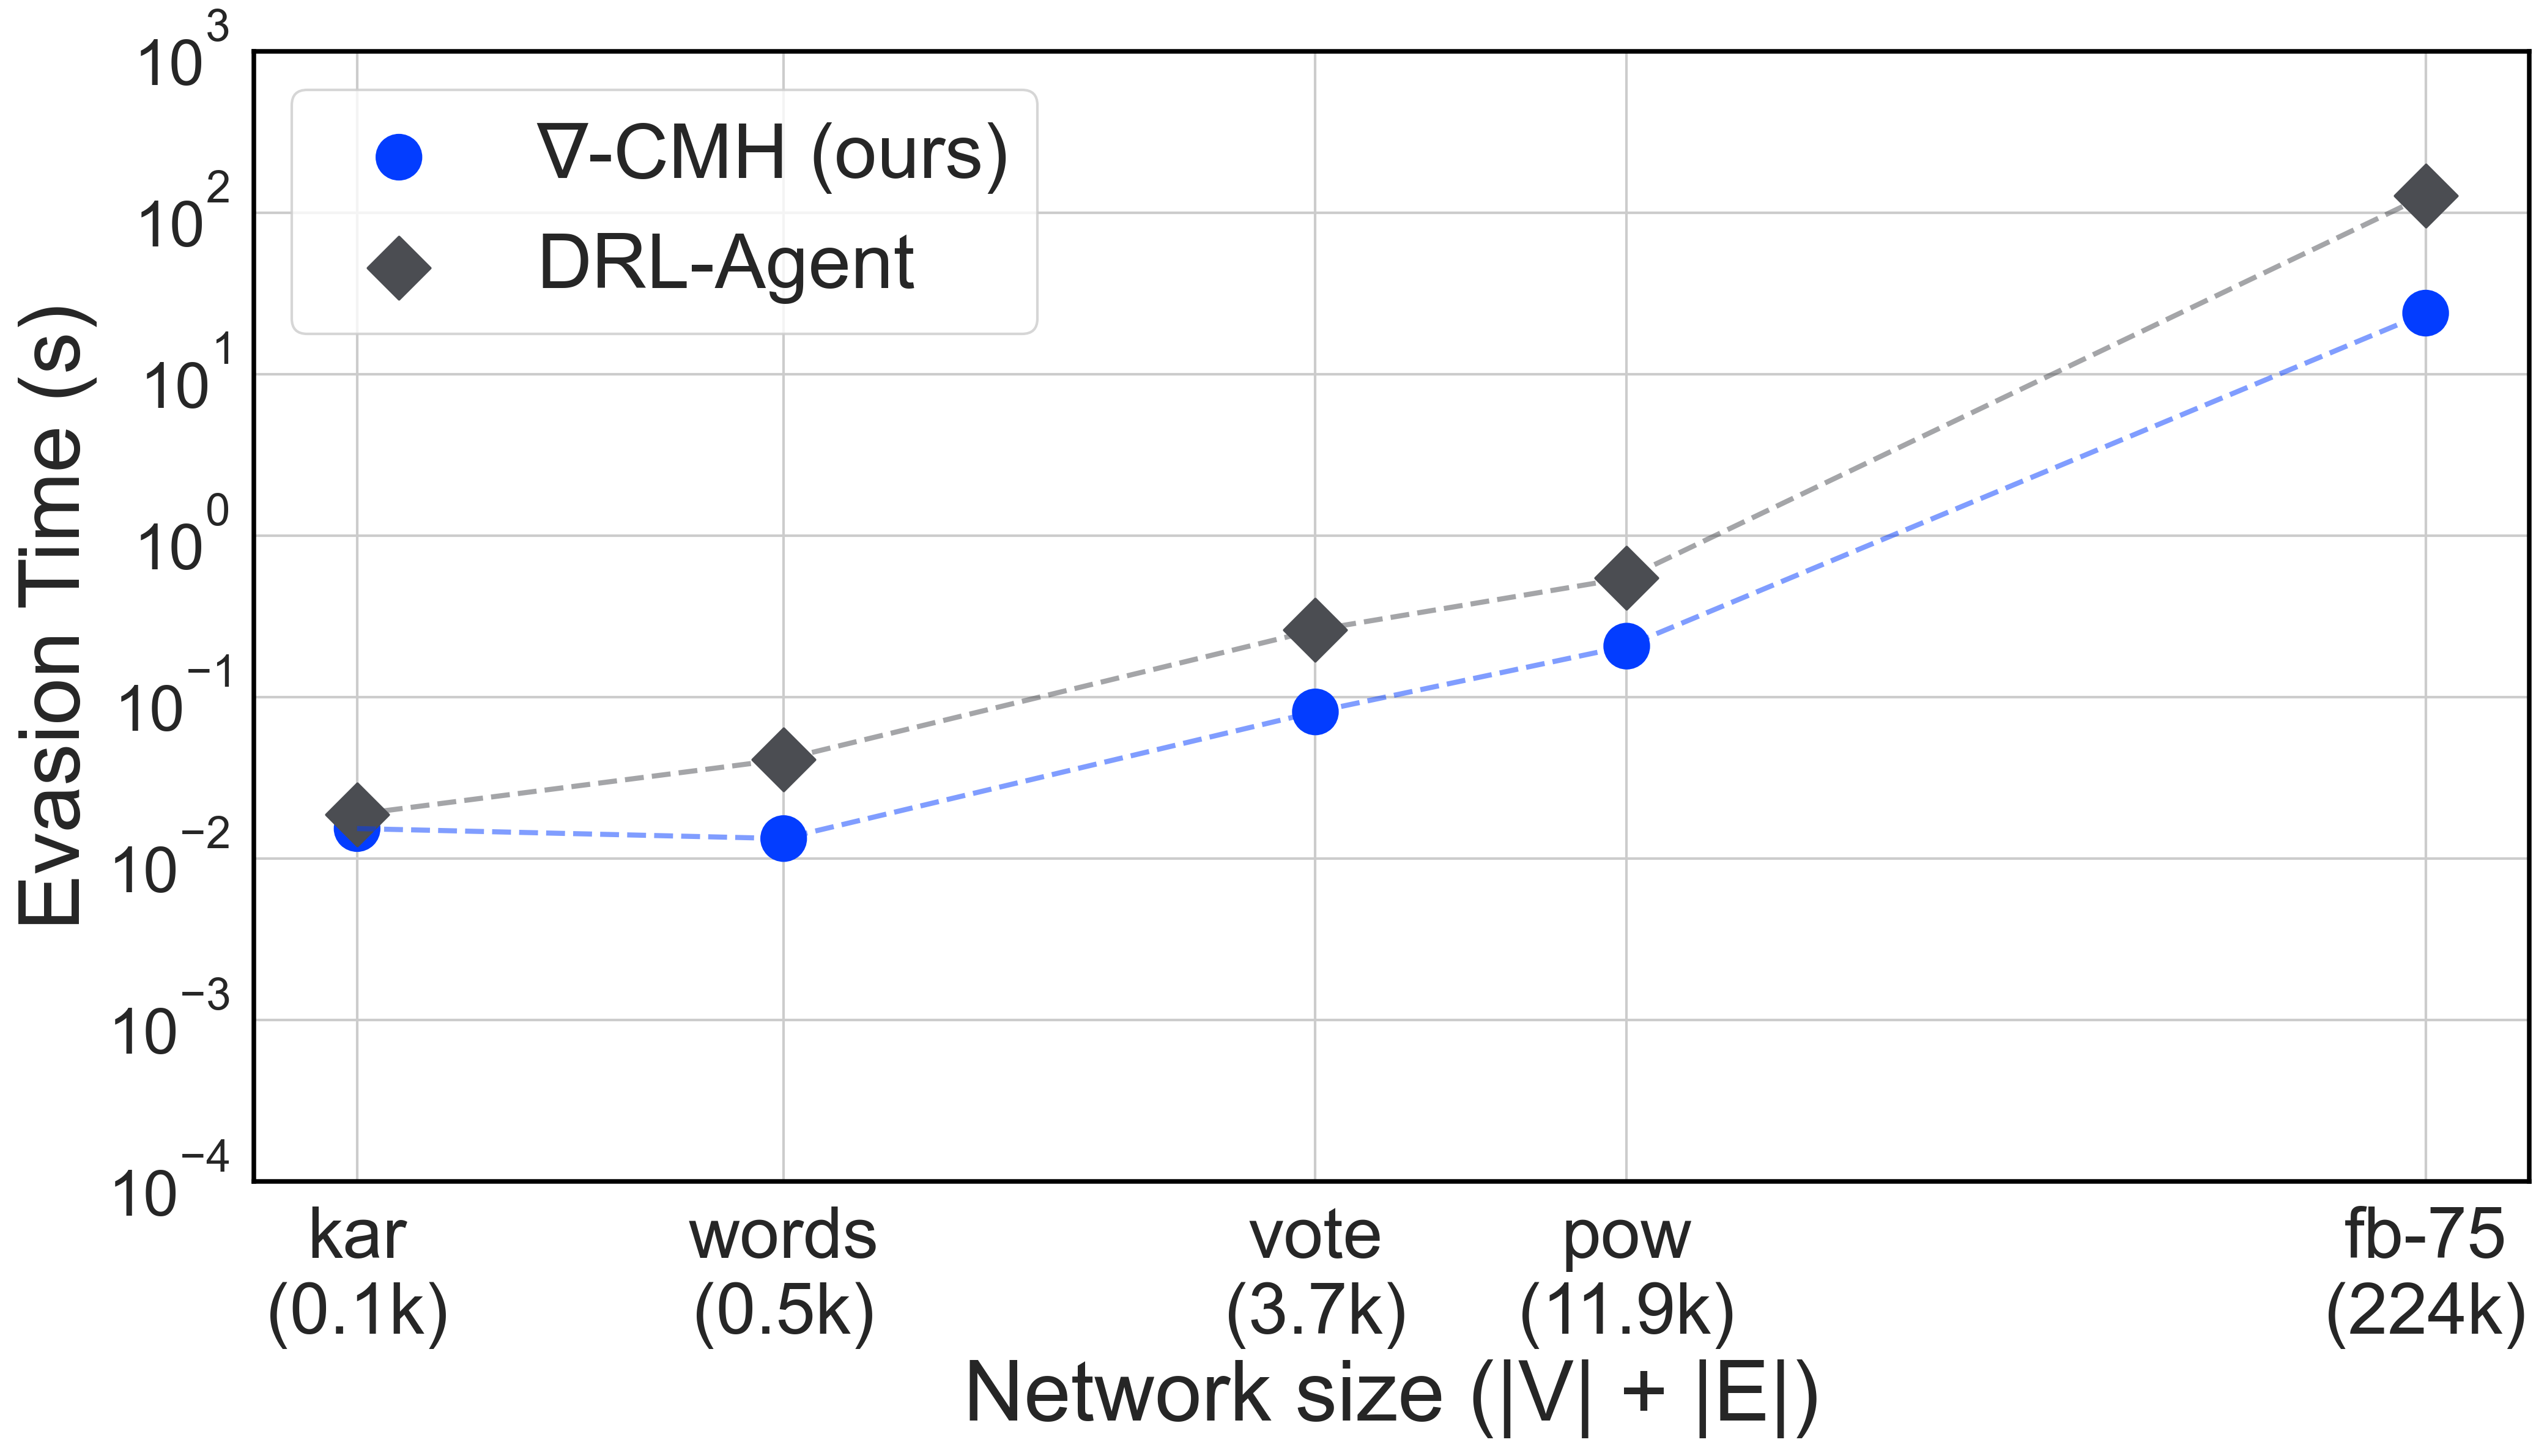 10^3
10^2
10^1
10^0
10^−1
10^−2
10^−3
10^−4
Evasion Time (s)
∇-CMH (ours)
DRL-Agent
kar
(0.1k)
words
(0.5k)
vote
(3.7k)
pow
(11.9k)
fb-75
(224k)
Network size (|V| + |E|)